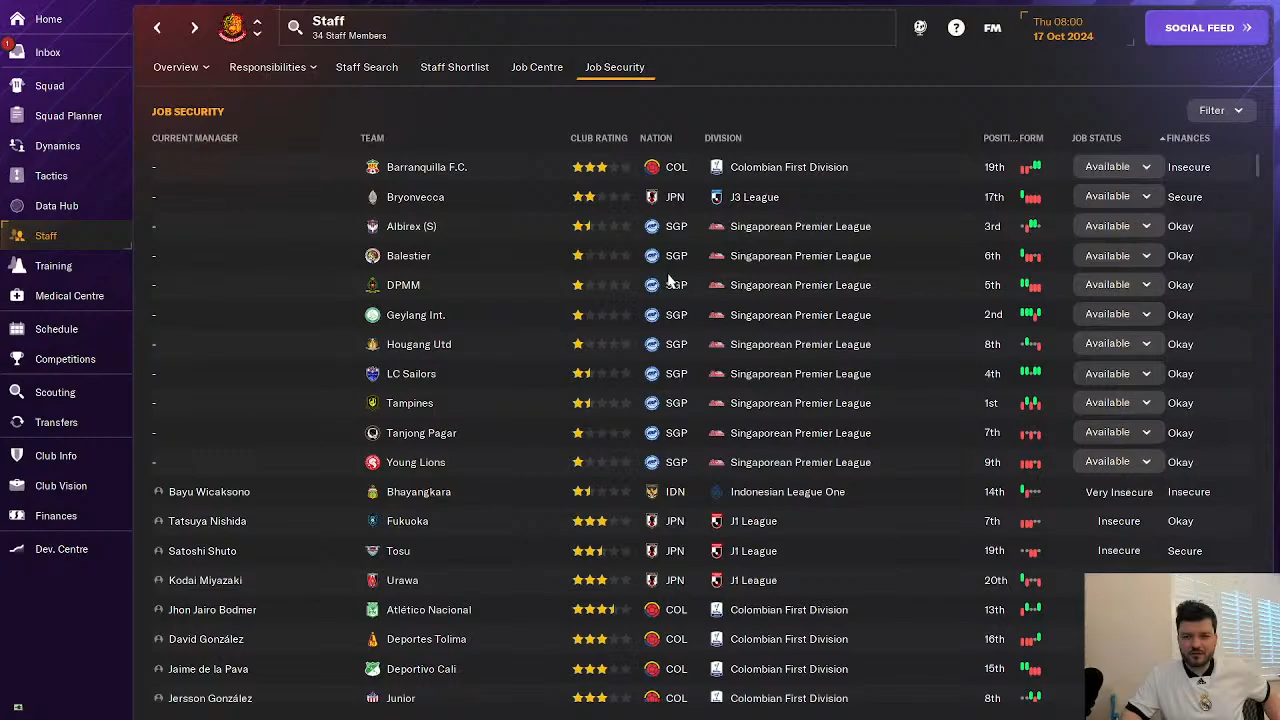 Home
1
Inbox
Squad
Squad Planner
Dynamics
Tactics
Data Hub
Staff
Training
Medical Centre
Schedule
Competitions
Scouting
Transfers
Club Info
Club Vision
Finances
Dev. Centre
Staff
34 Staff Members
?
FM
Thu 08:00
17 Oct 2024
SOCIAL FEED
Overview Responsibilities Staff Search Staff Shortlist Job Centre Job Security
JOB SECURITY
Filter
CURRENT MANAGER TEAM CLUB RATING NATION DIVISION POSITI... FORM JOB STATUS FINANCES
- Barranquilla F.C. COL Colombian First Division 19th Available Insecure
- Bryonvecca JPN J3 League 17th Available Secure
- Albirex (S) SGP Singaporean Premier League 3rd Available Okay
- Balestier SGP Singaporean Premier League 6th Available Okay
- DPMM SGP Singaporean Premier League 5th Available Okay
- Geylang Int. SGP Singaporean Premier League 2nd Available Okay
- Hougang Utd SGP Singaporean Premier League 8th Available Okay
- LC Sailors SGP Singaporean Premier League 4th Available Okay
- Tampines SGP Singaporean Premier League 1st Available Okay
- Tanjong Pagar SGP Singaporean Premier League 7th Available Okay
- Young Lions SGP Singaporean Premier League 9th Available Okay
Bayu Wicaksono Bhayangkara IDN Indonesian League One 14th Very Insecure Insecure
Tatsuya Nishida Fukuoka JPN J1 League 7th Insecure Okay
Satoshi Shuto Tosu JPN J1 League 19th Insecure Secure
Kodai Miyazaki Urawa JPN J1 League 20th
Jhon Jairo Bodmer Atlético Nacional COL Colombian First Division 13th
David González Deportes Tolima COL Colombian First Division 18th
Jaime de la Pava Deportivo Cali COL Colombian First Division 15th
Jersson González Junior COL Colombian First Division 8th